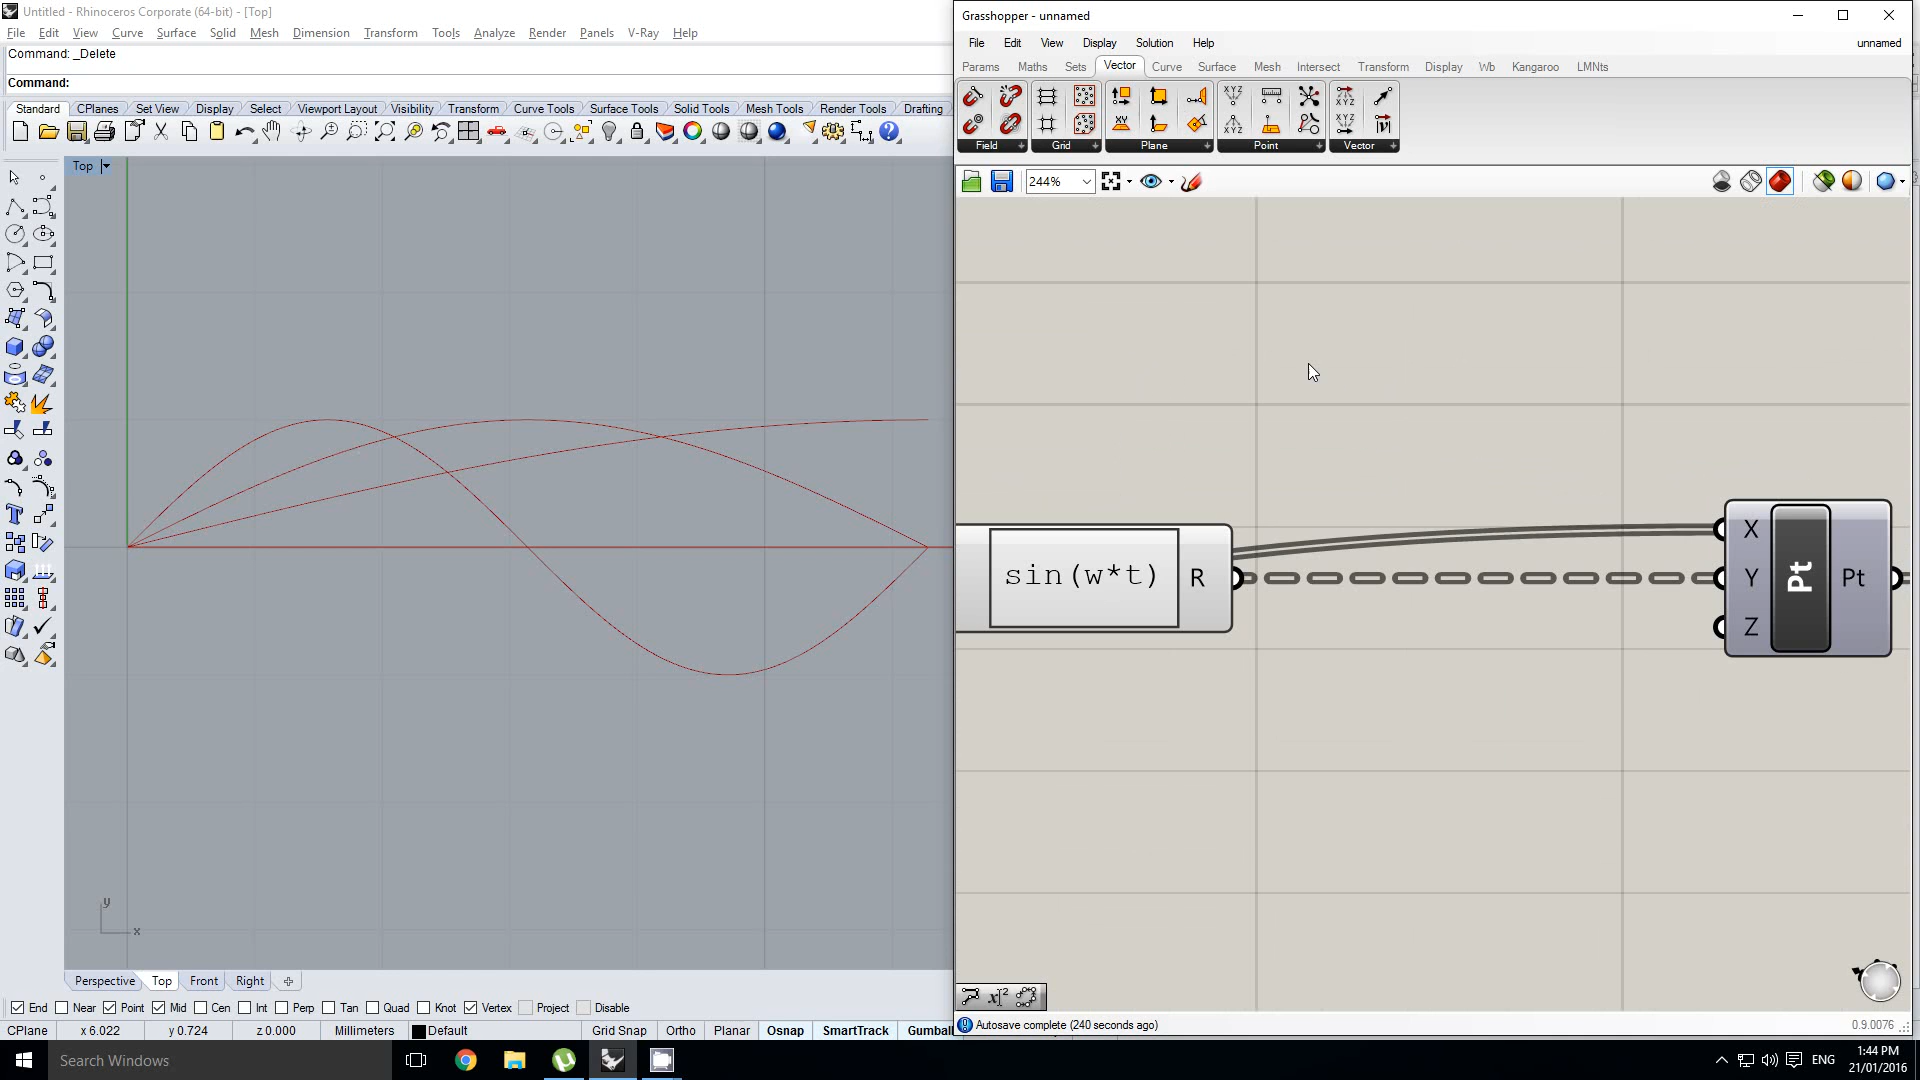 Untitled - Rhinoceros Corporate (64-bit) - [Top]
File Edit View Curve Surface Solid Mesh Dimension Transform Tools Analyze Render Panels V-Ray Help
Command: _Delete
Command:
Standard CPlanes Set View Display Select Viewport Layout Visibility Transform Curve Tools Surface Tools Solid Tools Mesh Tools Render Tools Drafting
Top
y
x
Perspective Top Front Right
End Near Point Mid Cen Int Perp Tan Quad Knot Vertex Project Disable
CPlane x 6.022 y 0.724 z 0.000 Millimeters Default Grid Snap Ortho Planar Osnap SmartTrack Gumball
Grasshopper - unnamed
File Edit View Display Solution Help unnamed
Params Maths Sets Vector Curve Surface Mesh Intersect Transform Display Wb Kangaroo LMNts
Field Grid Plane Point Vector
244%
sin(w*t) R
X
Y
Z
Pt
Pt
Autosave complete (240 seconds ago) 0.9.0076
Search Windows
ENG
1:44 PM
21/01/2016